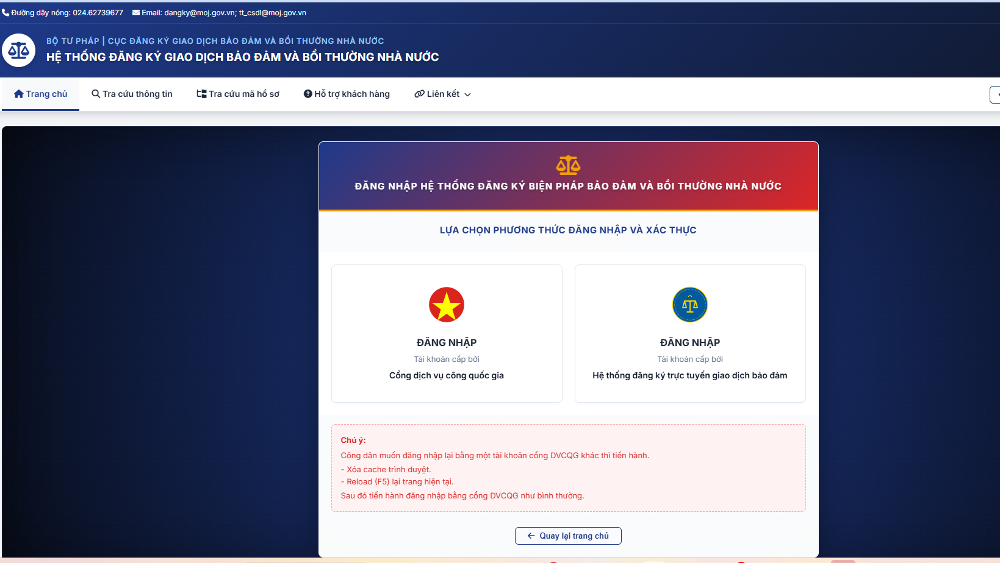 Đường dây nóng: 024.62739677 Email: dangky@moj.gov.vn; tt_csdl@moj.gov.vn
BỘ TƯ PHÁP | CỤC ĐĂNG KÝ GIAO DỊCH BẢO ĐẢM VÀ BỒI THƯỜNG NHÀ NƯỚC
HỆ THỐNG ĐĂNG KÝ GIAO DỊCH BẢO ĐẢM VÀ BỒI THƯỜNG NHÀ NƯỚC
Trang chủ Tra cứu thông tin Tra cứu mã hồ sơ Hỗ trợ khách hàng Liên kết
ĐĂNG NHẬP HỆ THỐNG ĐĂNG KÝ BIỆN PHÁP BẢO ĐẢM VÀ BỒI THƯỜNG NHÀ NƯỚC
LỰA CHỌN PHƯƠNG THỨC ĐĂNG NHẬP VÀ XÁC THỰC
ĐĂNG NHẬP
Tài khoản cấp bởi
Cổng dịch vụ công quốc gia
ĐĂNG NHẬP
Tài khoản cấp bởi
Hệ thống đăng ký trực tuyến giao dịch bảo đảm
Chú ý:
Công dân muốn đăng nhập lại bằng một tài khoản cổng DVCQG khác thì tiến hành.
- Xóa cache trình duyệt.
- Reload (F5) lại trang hiện tại.
Sau đó tiến hành đăng nhập bằng cổng DVCQG như bình thường.
Quay lại trang chủ